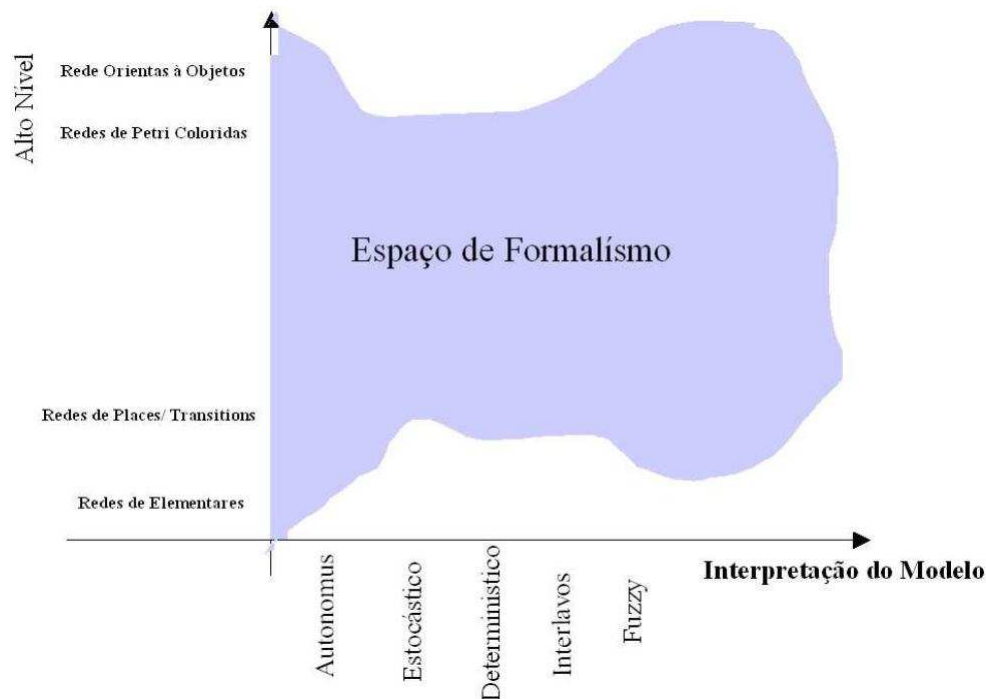 Alto Nível
Rede Orientas à Objetos
Redes de Petri Coloridas
Espaço de Formalísmo
Redes de Places/ Transitions
Redes de Elementares
Interpretação do Modelo
Autonomus
Estocástico
Deterministico
Interlavos
Fuzzy